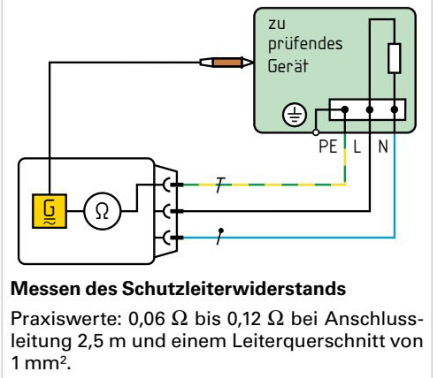 zu
prüfendes
Gerät
PE L N
G
Ω
Messen des Schutzleiterwiderstands
Praxiswerte: 0,06 Ω bis 0,12 Ω bei Anschluss-
leitung 2,5 m und einem Leiterquerschnitt von
1 mm².